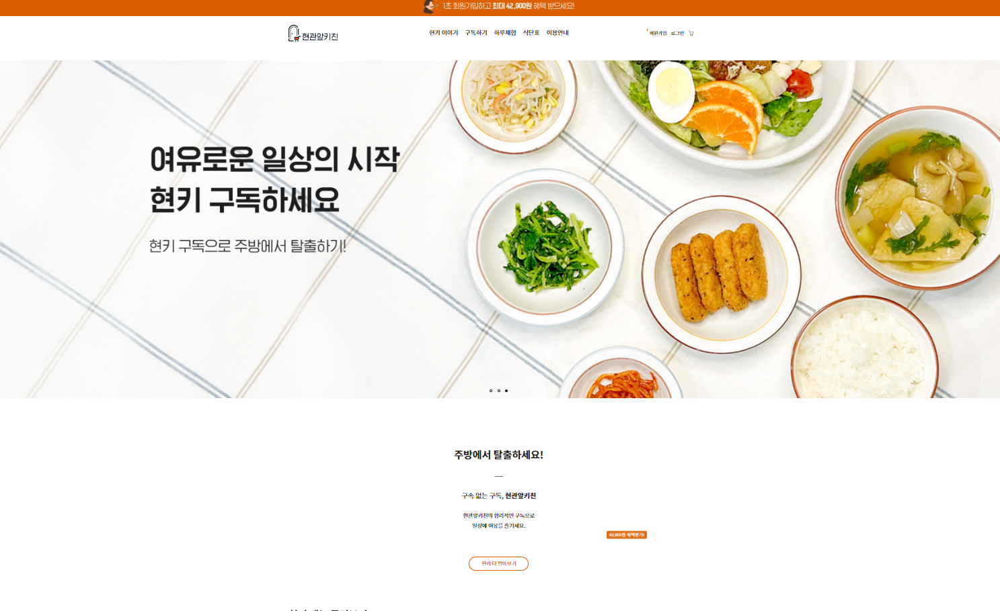 1초 회원가입하고 최대 42,900원 혜택 받으세요!
현관앞키친
현키 이야기 구독하기 하루체험 식단표 이용안내
회원가입 로그인
여유로운 일상의 시작
현키 구독하세요
현키 구독으로 주방에서 탈출하기!
주방에서 탈출하세요!
구속 없는 구독, 현관앞키친
현관앞키친의 합리적인 구독으로
일상에 여유를 즐기세요.
42,900원 혜택받기!
현키 더 알아보기